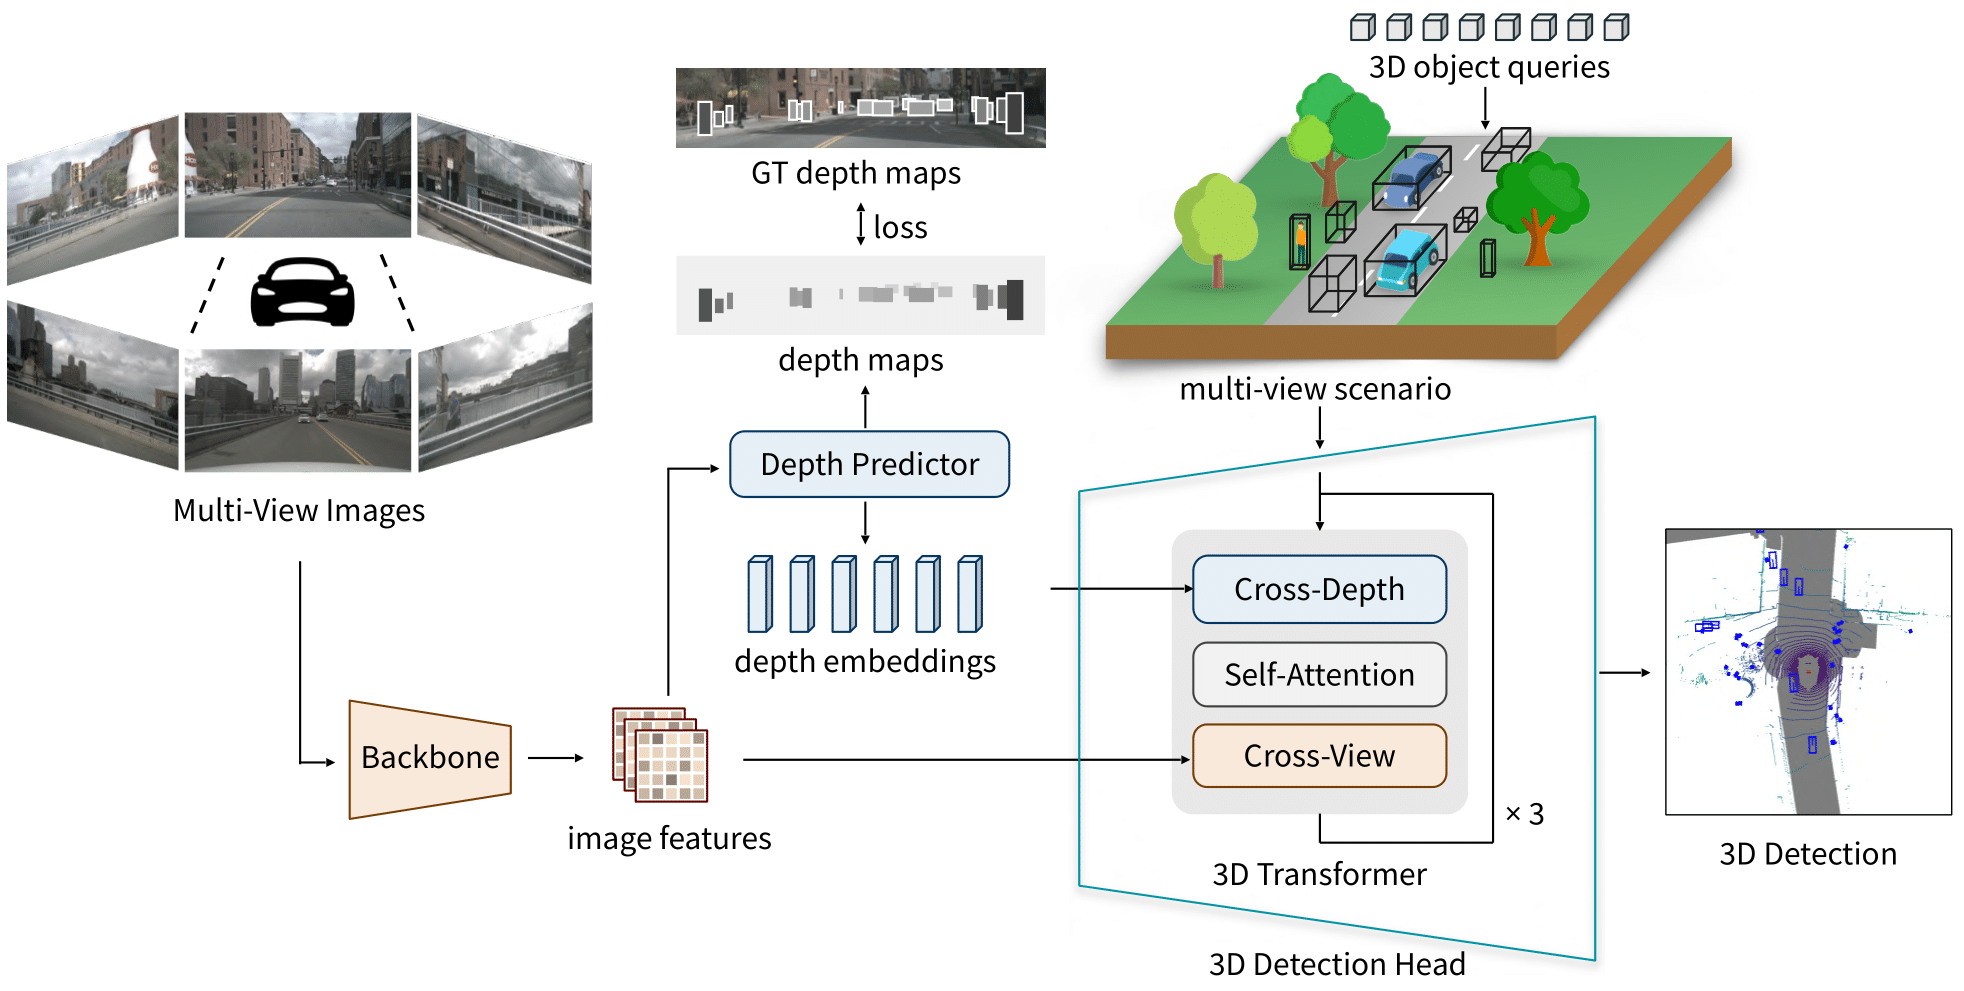 3D object queries
GT depth maps
loss
depth maps
multi-view scenario
Depth Predictor
Multi-View Images
depth embeddings
Cross-Depth
Self-Attention
Cross-View
Backbone
image features
× 3
3D Transformer
3D Detection
3D Detection Head